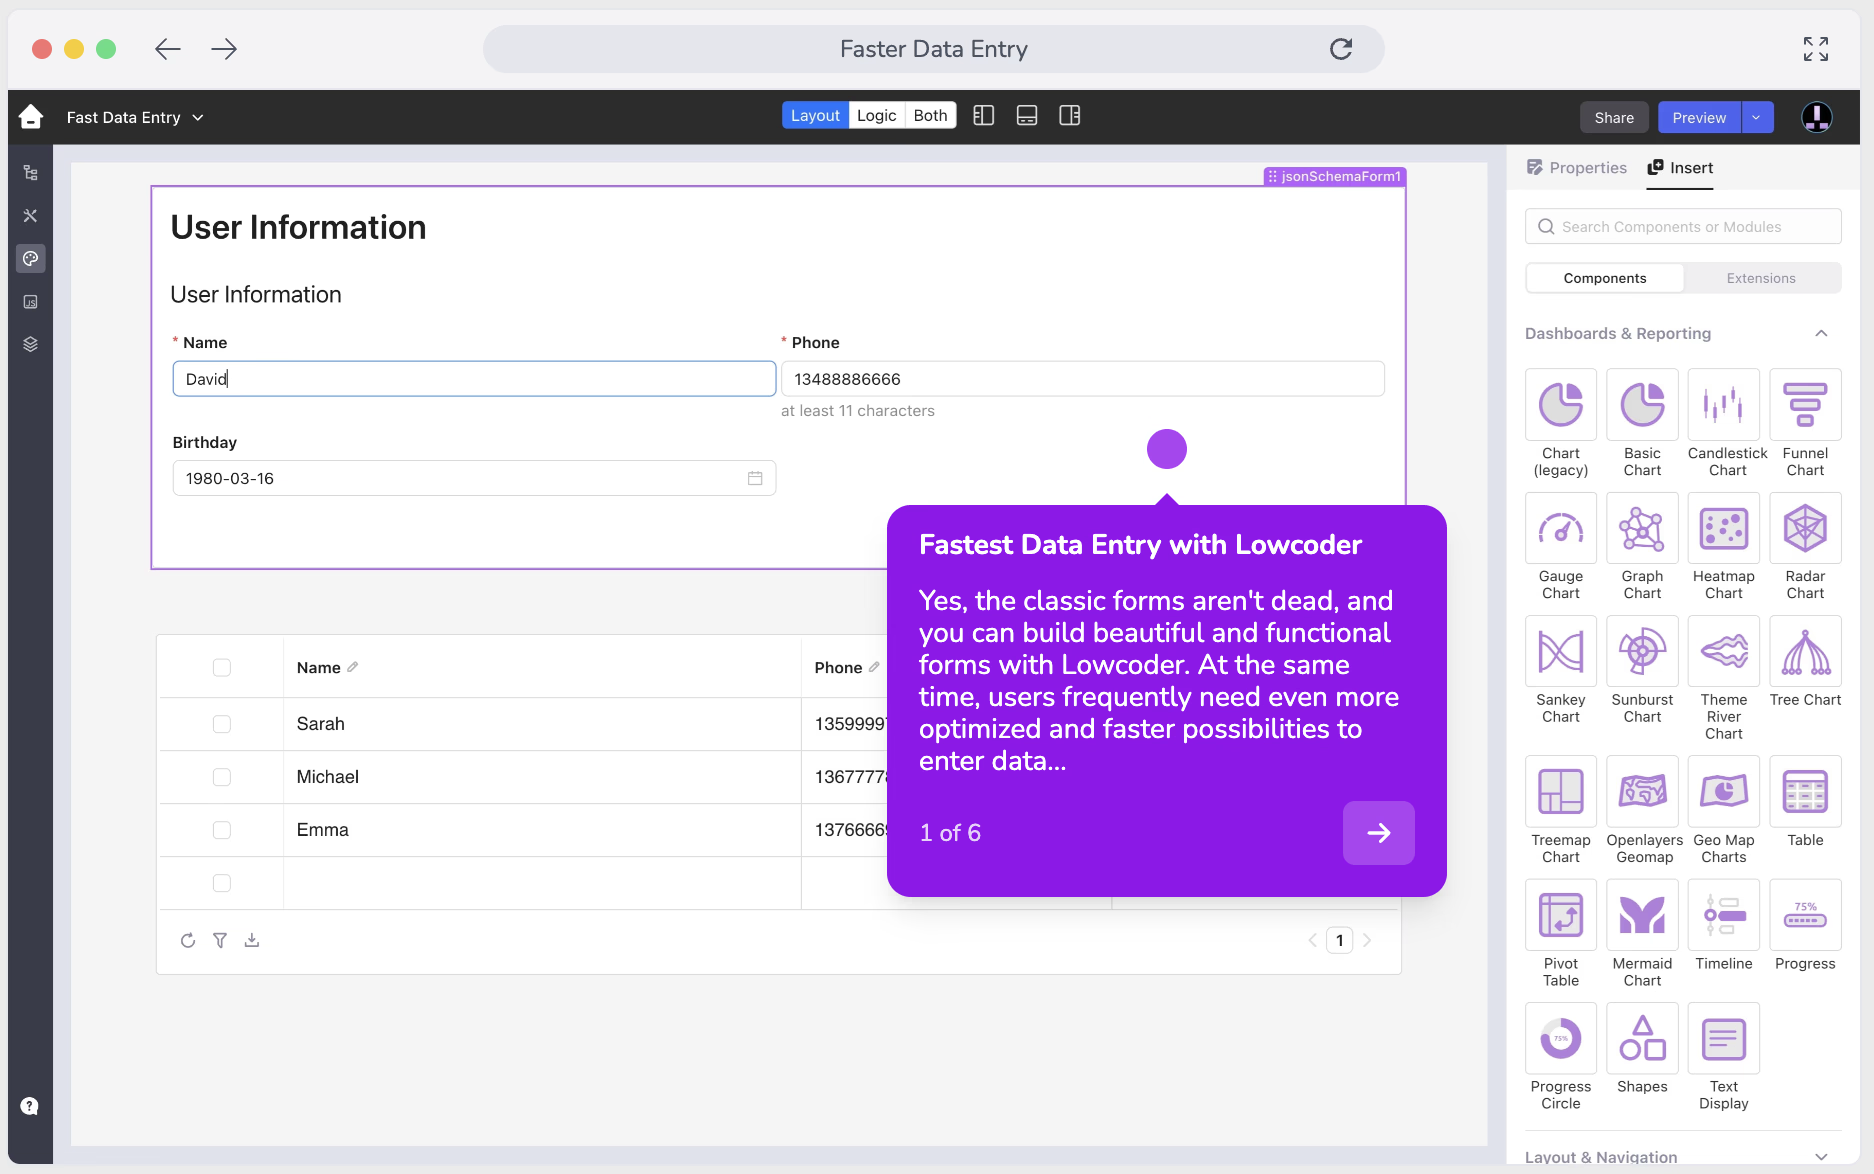 Faster Data Entry
Fast Data Entry
Layout Logic Both
Share
Preview
jsonSchemaForm1
User Information
User Information
* Name
* Phone
David
13488886666
at least 11 characters
Birthday
1980-03-16
Fastest Data Entry with Lowcoder
Yes, the classic forms aren't dead, and
you can build beautiful and functional
forms with Lowcoder. At the same
time, users frequently need even more
optimized and faster possibilities to
enter data...
1 of 6
Name
Phone
Sarah
Michael
Emma
1
Properties
Insert
Search Components or Modules
Components
Extensions
Dashboards & Reporting
Chart
(legacy)
Basic
Chart
Candlestick
Chart
Funnel
Chart
Gauge
Chart
Graph
Chart
Heatmap
Chart
Radar
Chart
Sankey
Chart
Sunburst
Chart
Theme
River
Chart
Tree Chart
Treemap
Chart
Openlayers
Geomap
Geo Map
Charts
Table
Pivot
Table
Mermaid
Chart
Timeline
75%
Progress
75%
Progress
Circle
Shapes
Text
Display
Layout & Navigation
JS
?